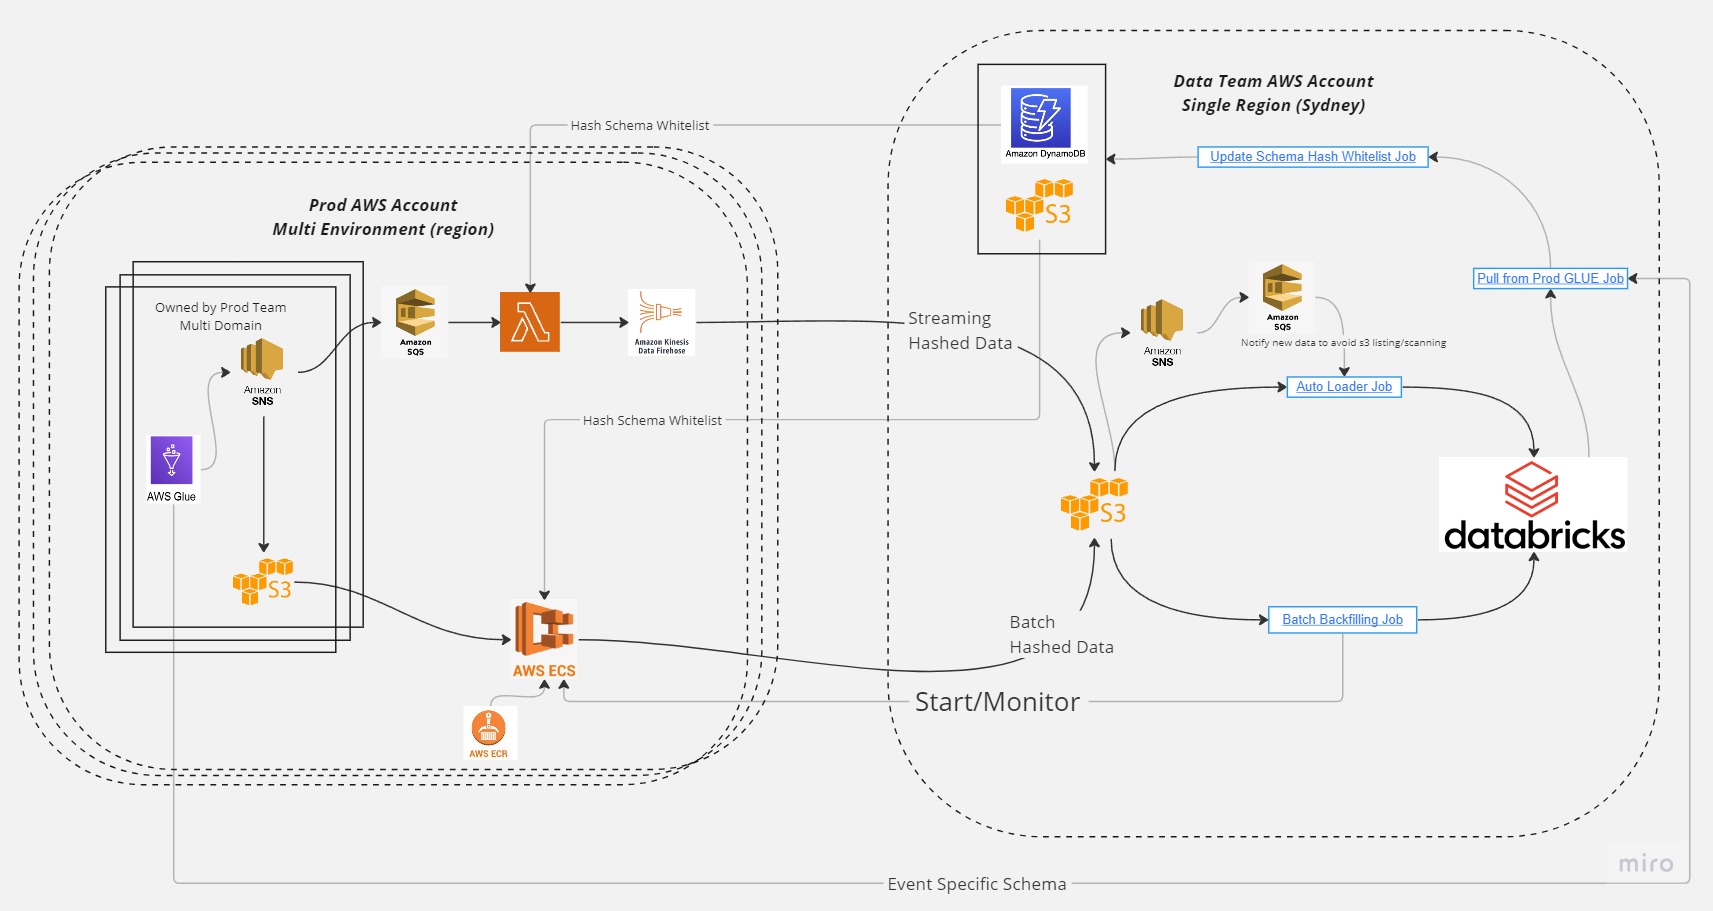 Data Team AWS Account
Single Region (Sydney)
Amazon DynamoDB
S3
Hash Schema Whitelist
Update Schema Hash Whitelist Job
Prod AWS Account
Multi Environment (region)
Owned by Prod Team
Multi Domain
Amazon
SNS
AWS Glue
S3
Amazon
SQS
Amazon Kinesis
Data Firehose
Streaming
Hashed Data
Hash Schema Whitelist
AWS ECS
AWS ECR
Batch
Hashed Data
Start/Monitor
S3
Amazon
SNS
Amazon
SQS
Notify new data to avoid s3 listing/scanning
Auto Loader Job
Pull from Prod GLUE Job
databricks
Batch Backfilling Job
Event Specific Schema
miro